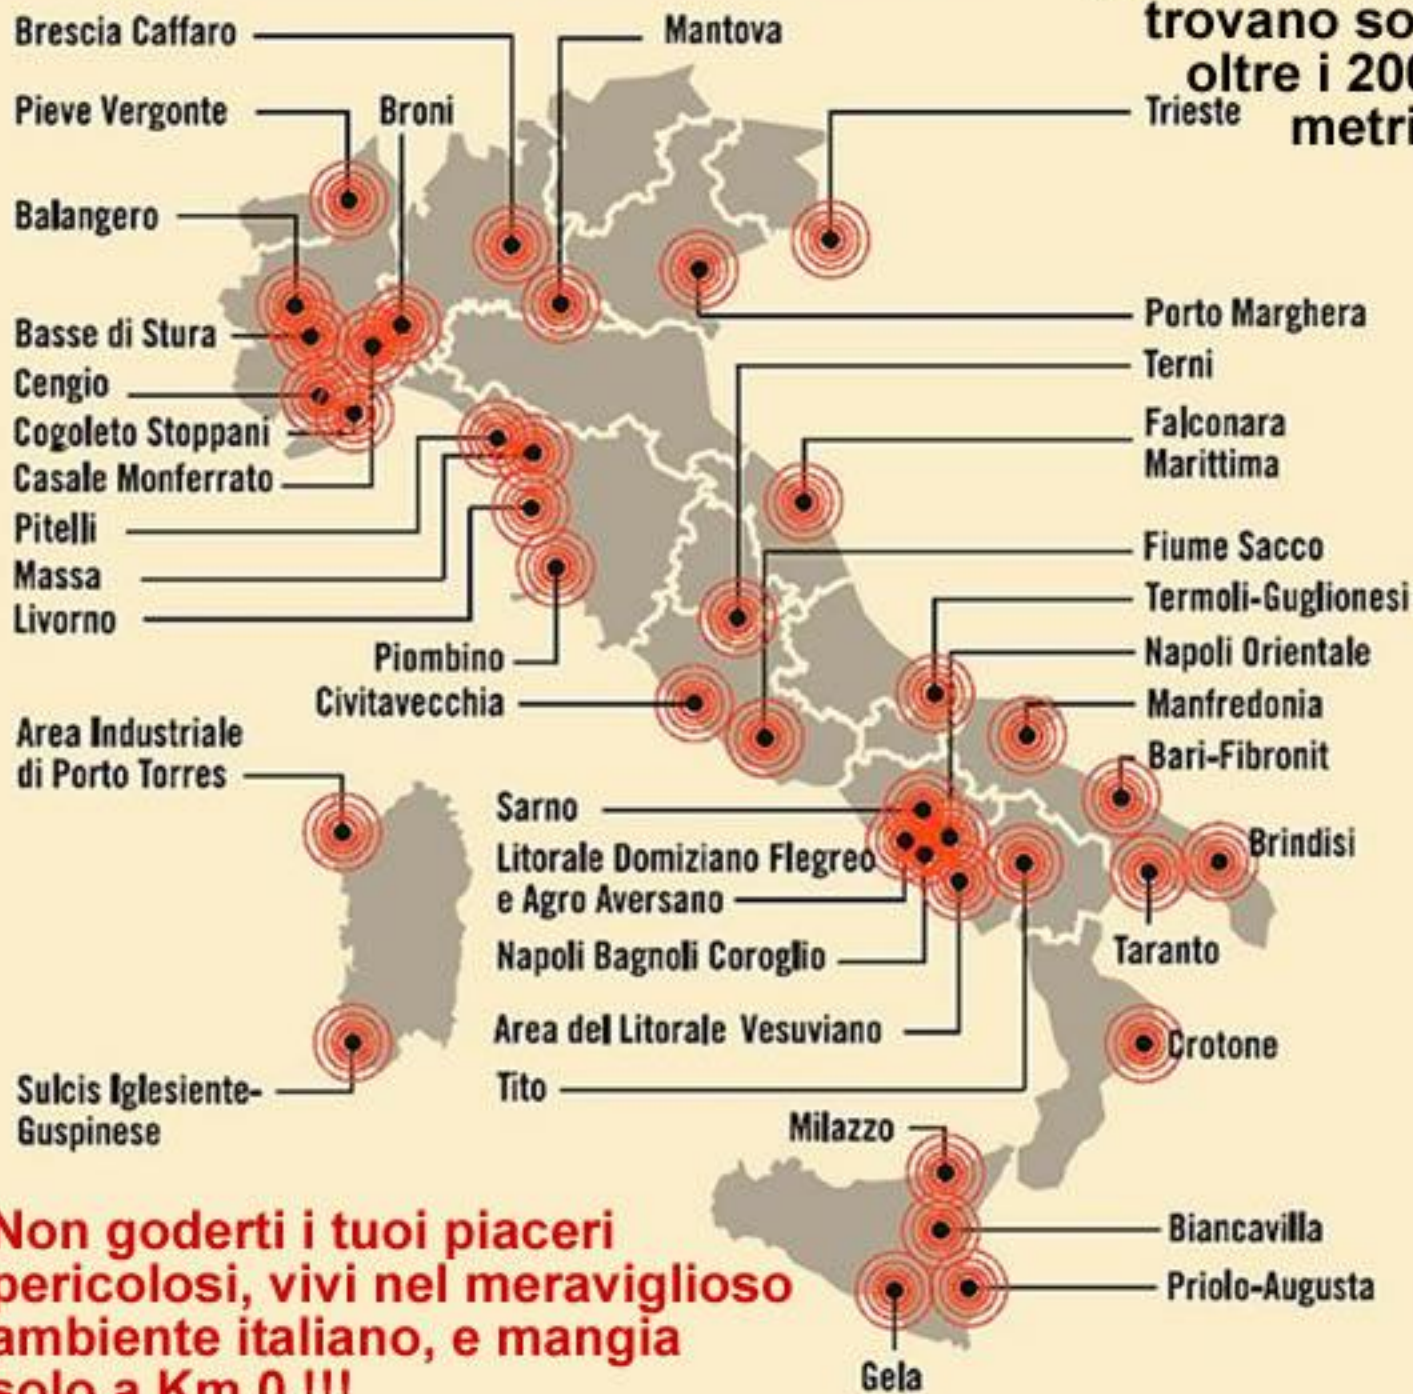 trovano
oltre i
metri
Brescia Caffaro
Mantova
Pieve Vergonte
Broni
Trieste
Balangero
Basse di Stura
Cengio
Cogoleto Stoppani
Casale Monferrato
Pitelli
Massa
Livorno
Piombino
Civitavecchia
Porto Marghera
Terni
Falconara
Marittima
Fiume Sacco
Termoli-Guglionesi
Napoli Orientale
Manfredonia
Bari-Fibronit
Brindisi
Taranto
Area Industriale
di Porto Torres
Sarno
Litorale Domiziano Flegreo
e Agro Aversano
Napoli Bagnoli Coroglio
Area del Litorale Vesuviano
Tito
Crotone
Sulcis Iglesiente-
Guspinese
Milazzo
Biancavilla
Priolo-Augusta
Gela
Non goderti i tuoi piaceri
pericolosi, vivi nel meraviglioso
ambiente italiano, e mangia
solo a Km 0 !!!